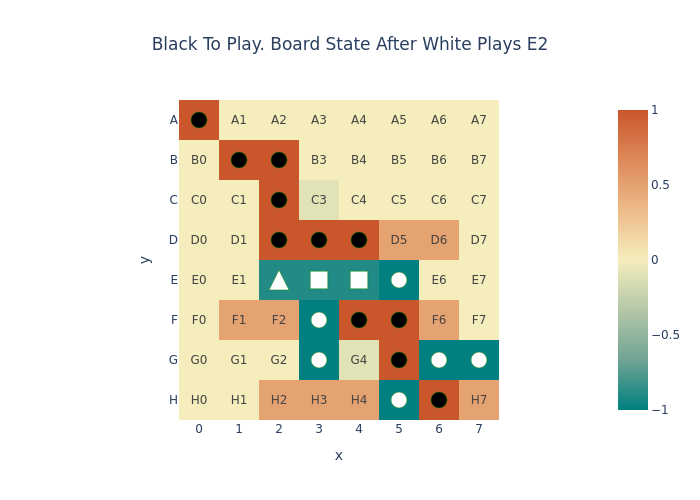 Black To Play. Board State After White Plays E2
A A1 A2 A3 A4 A5 A6 A7
B B0 B3 B4 B5 B6 B7
C C0 C1 C3 C4 C5 C6 C7
D D0 D1 D5 D6 D7
E E0 E1 E6 E7
F F0 F1 F2 F6 F7
G G0 G1 G2 G4
H H0 H1 H2 H3 H4 H7
0 1 2 3 4 5 6 7
x
y
1
0.5
0
−0.5
−1